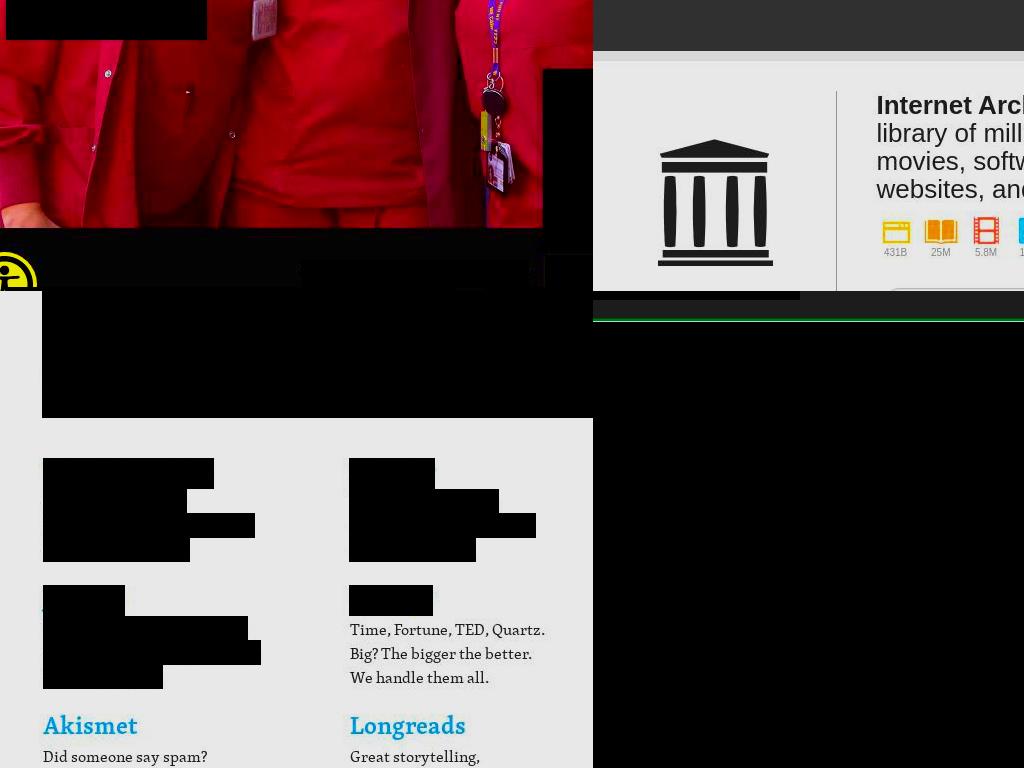 Internet Arc
library of mill
movies, softw
websites, and
431B
25M
5.8M
Time, Fortune, TED, Quartz.
Big? The bigger the better.
We handle them all.
Akismet
Did someone say spam?
Longreads
Great storytelling,